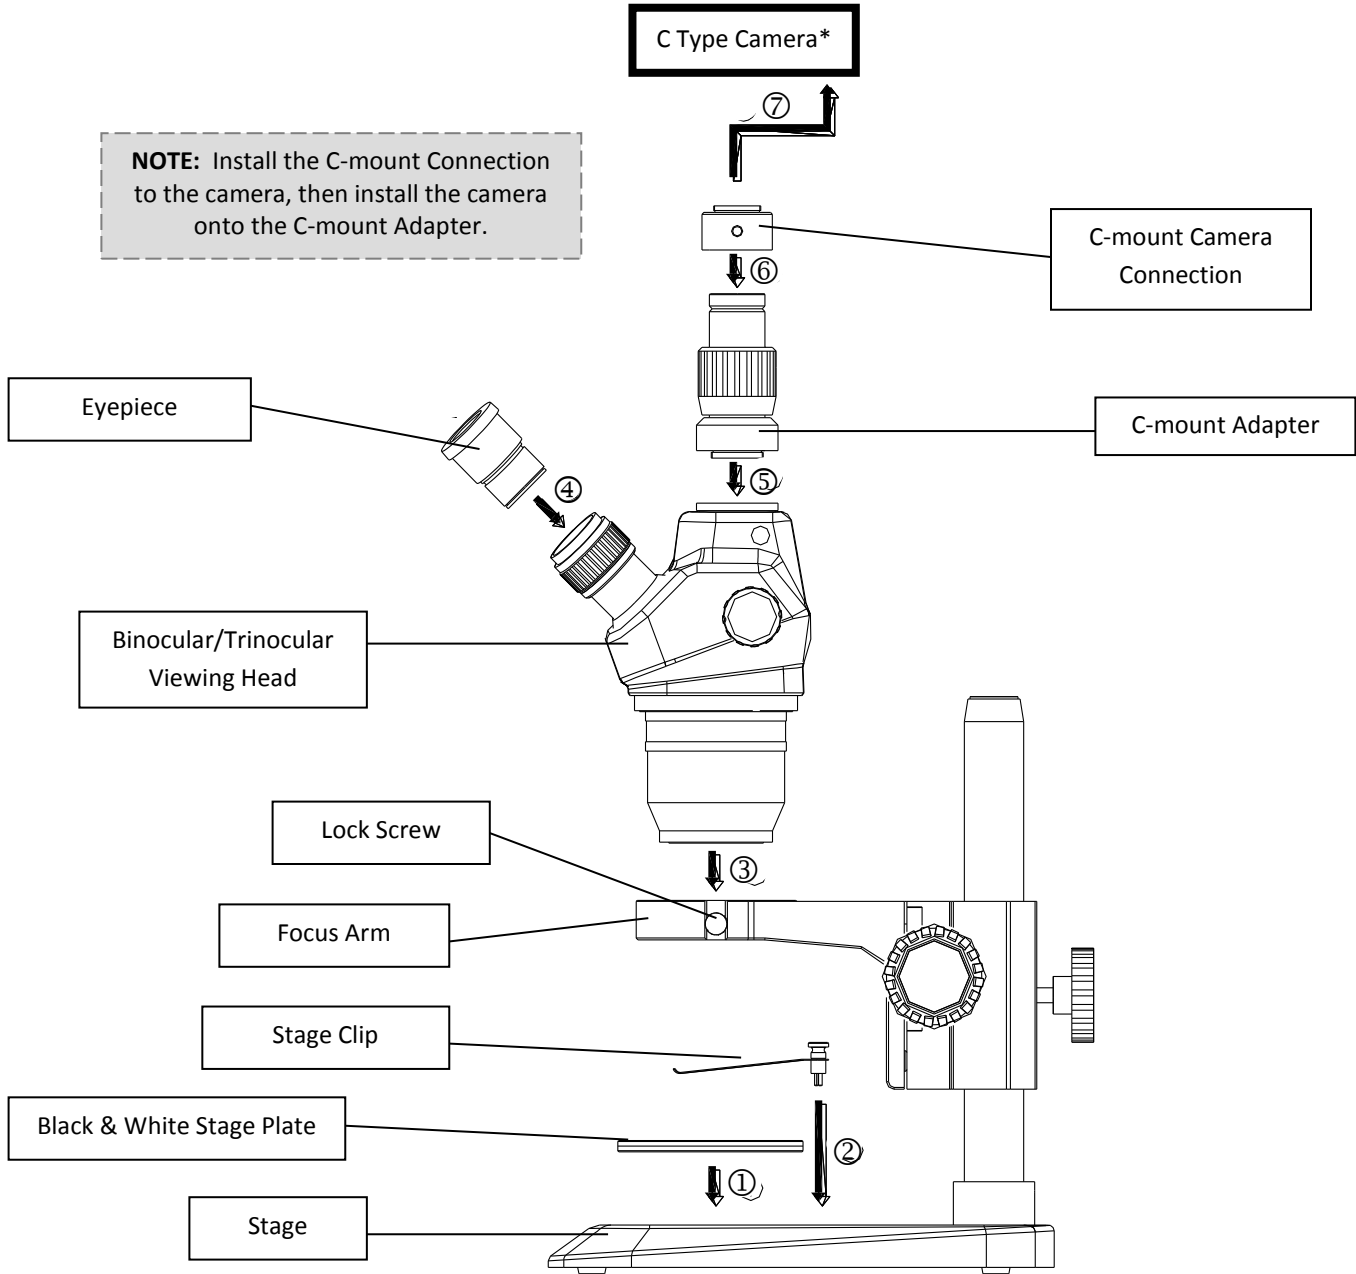 C Type Camera*
⑦
NOTE: Install the C-mount Connection
to the camera, then install the camera
onto the C-mount Adapter.
C-mount Camera
Connection
⑥
Eyepiece
C-mount Adapter
④
⑤
Binocular/Trinocular
Viewing Head
Lock Screw
③
Focus Arm
Stage Clip
Black & White Stage Plate
②
①
Stage